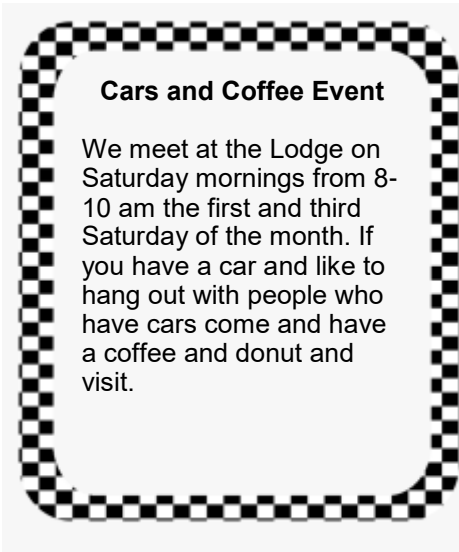 Cars and Coffee Event
We meet at the Lodge on
Saturday mornings from 8-
10 am the first and third
Saturday of the month. If
you have a car and like to
hang out with people who
have cars come and have
a coffee and donut and
visit.